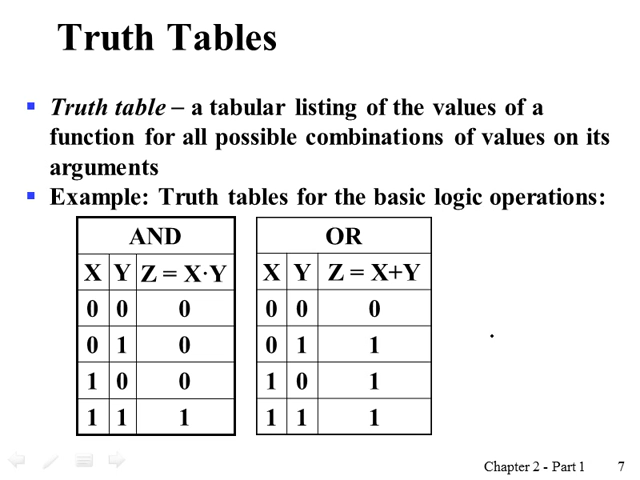 Truth Tables
▪ Truth table – a tabular listing of the values of a
function for all possible combinations of values on its
arguments
▪ Example: Truth tables for the basic logic operations:
AND
X Y Z = X·Y
0 0 0
0 1 0
1 0 0
1 1 1
OR
X Y Z = X+Y
0 0 0
0 1 1
1 0 1
1 1 1
Chapter 2 - Part 1 7